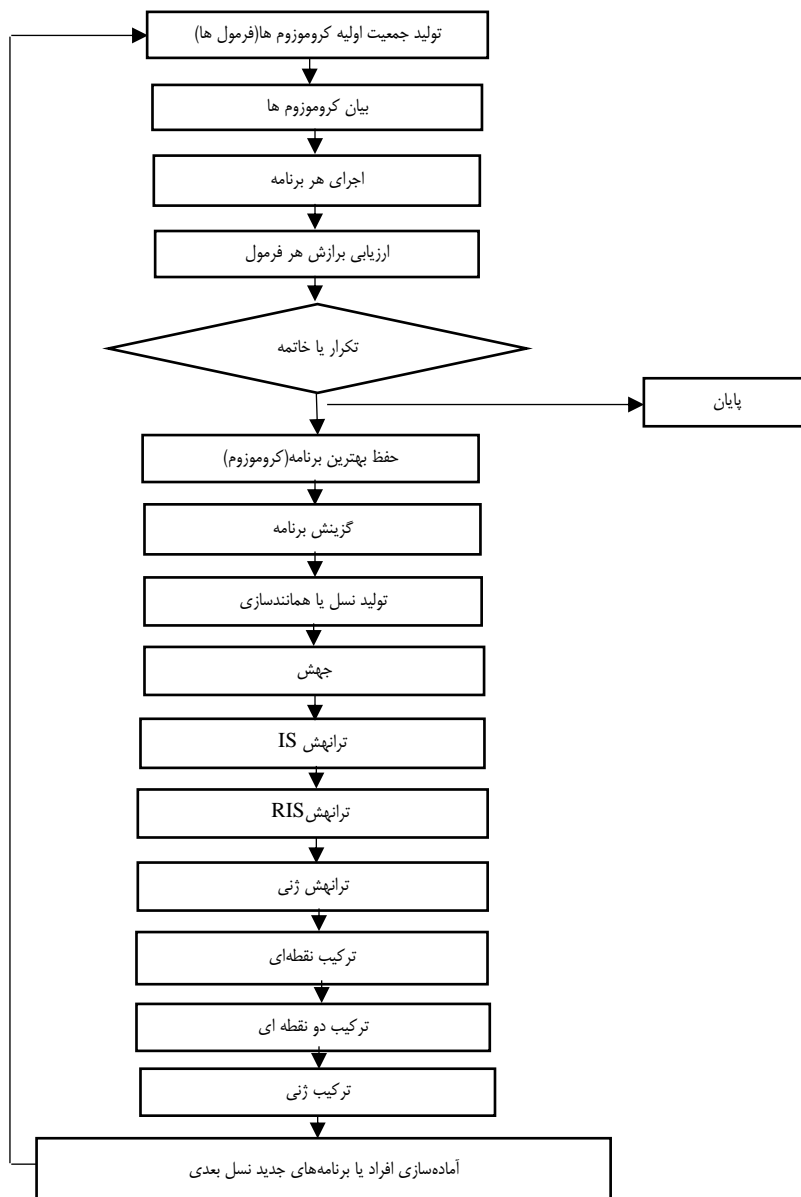 تولید جمعیت اولیه کروموزوم ها(فرمول ها)
بیان کروموزوم ها
اجرای هر برنامه
ارزیابی برازش هر فرمول
تکرار یا خاتمه
پایان
حفظ بهترین برنامه(کروموزوم)
گزینش برنامه
تولید نسل یا همانندسازی
جهش
ترانهش IS
ترانهشRIS
ترانهش ژنی
ترکیب نقطه‌ای
ترکیب دو نقطه ای
ترکیب ژنی
آماده‌سازی افراد یا برنامه‌های جدید نسل بعدی